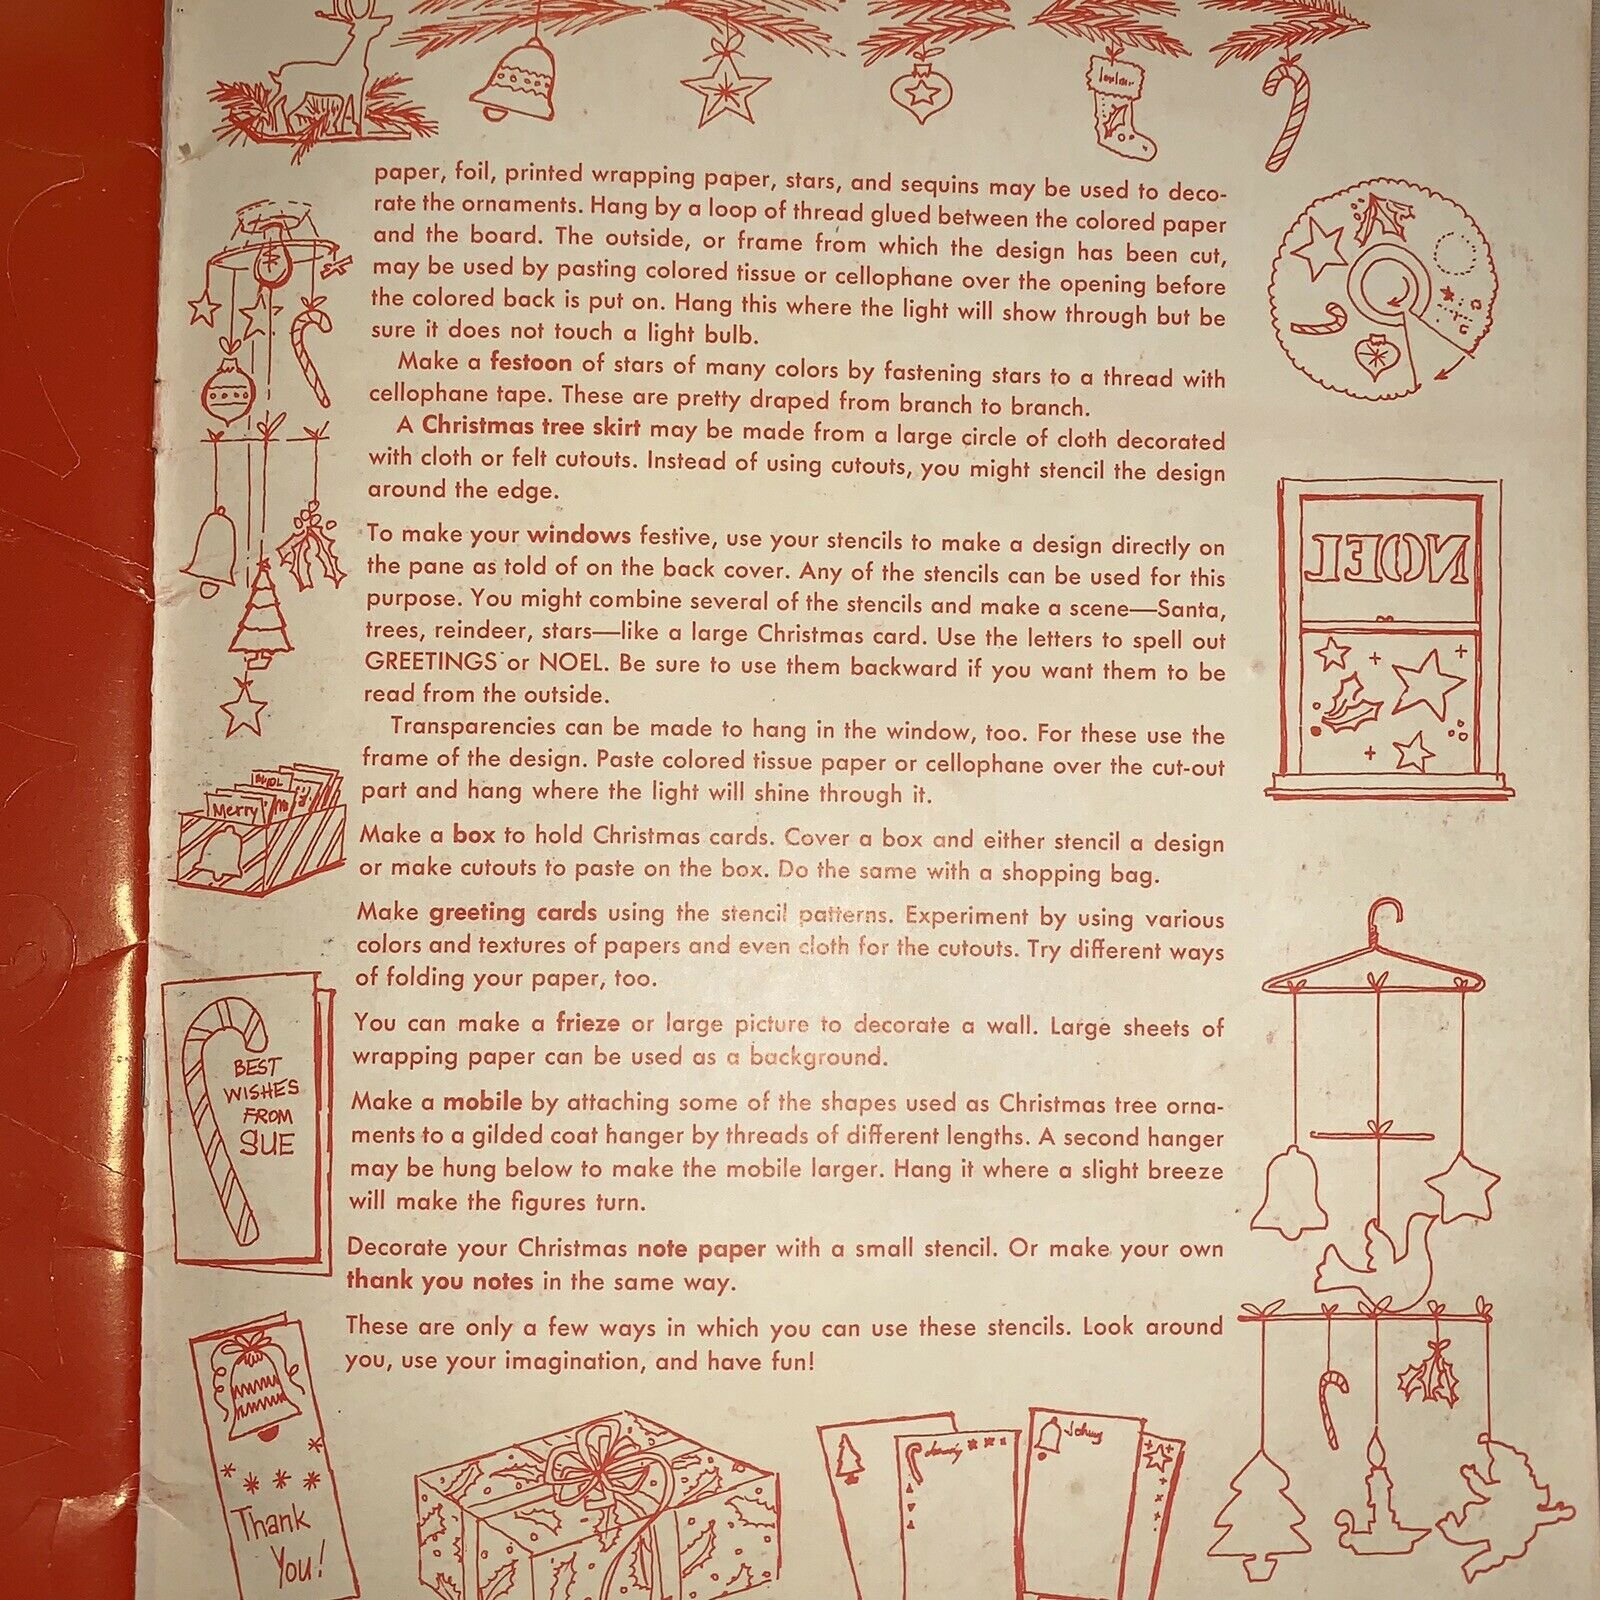 paper, foil, printed wrapping paper, stars, and sequins may be used to deco-
rate the ornaments. Hang by a loop of thread glued between the colored paper
and the board. The outside, or frame from which the design has been cut,
may be used by pasting colored tissue or cellophane over the opening before
the colored back is put on. Hang this where the light will show through but be
sure it does not touch a light bulb.
Make a festoon of stars of many colors by fastening stars to a thread with
cellophane tape. These are pretty draped from branch to branch.
A Christmas tree skirt may be made from a large circle of cloth decorated
with cloth or felt cutouts. Instead of using cutouts, you might stencil the design
around the edge.
To make your windows festive, use your stencils to make a design directly on
the pane as told of on the back cover. Any of the stencils can be used for this
purpose. You might combine several of the stencils and make a scene—Santa,
trees, reindeer, stars—like a large Christmas card. Use the letters to spell out
GREETINGS or NOEL. Be sure to use them backward if you want them to be
read from the outside.
Transparencies can be made to hang in the window, too. For these use the
frame of the design. Paste colored tissue paper or cellophane over the cut-out
part and hang where the light will shine through it.
Make a box to hold Christmas cards. Cover a box and either stencil a design
or make cutouts to paste on the box. Do the same with a shopping bag.
Make greeting cards using the stencil patterns. Experiment by using various
colors and textures of papers and even cloth for the cutouts. Try different ways
of folding your paper, too.
You can make a frieze or large picture to decorate a wall. Large sheets of
wrapping paper can be used as a background.
Make a mobile by attaching some of the shapes used as Christmas tree orna-
ments to a gilded coat hanger by threads of different lengths. A second hanger
may be hung below to make the mobile larger. Hang it where a slight breeze
will make the figures turn.
Decorate your Christmas note paper with a small stencil. Or make your own
thank you notes in the same way.
These are only a few ways in which you can use these stencils. Look around
you, use your imagination, and have fun!
NOEL
Merry
BEST
WISHES
FROM
SUE
Thank
You!